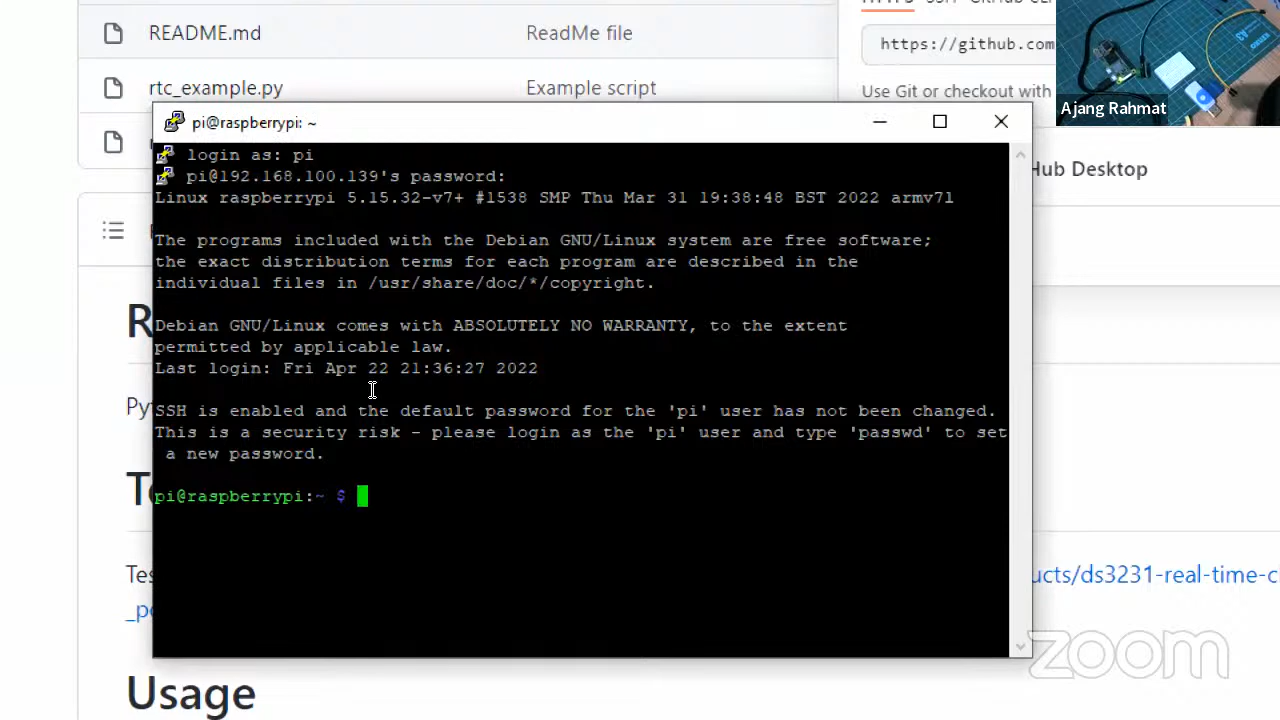 README.md
ReadMe file
https://github.com
rtc_example.py
Example script
Use Git or checkout with
Ajang Rahmat
pi@raspberrypi: ~
Hub Desktop
login as: pi
pi@192.168.100.139's password:
Linux raspberrypi 5.15.32-v7+ #1538 SMP Thu Mar 31 19:38:48 BST 2022 armv7l
The programs included with the Debian GNU/Linux system are free software;
the exact distribution terms for each program are described in the
individual files in /usr/share/doc/*/copyright.
Debian GNU/Linux comes with ABSOLUTELY NO WARRANTY, to the extent
permitted by applicable law.
Last login: Fri Apr 22 21:36:27 2022
SSH is enabled and the default password for the 'pi' user has not been changed.
This is a security risk - please login as the 'pi' user and type 'passwd' to set
a new password.
pi@raspberrypi:~ $
ucts/ds3231-real-time-c
Usage
zoom